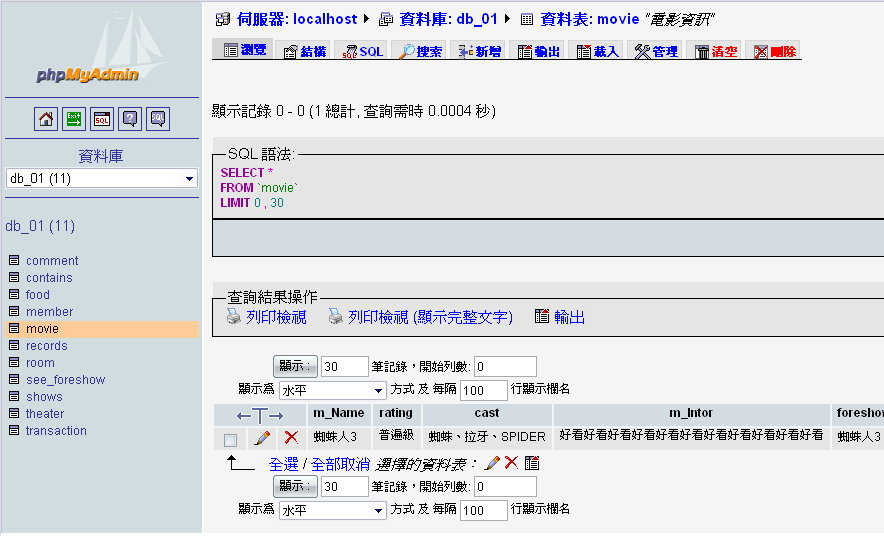 phpMyAdmin
Exit
SQL
?
SQL
資料庫
db_01 (11)
db_01 (11)
comment
contains
food
member
movie
records
room
see_foreshow
shows
theater
transaction
伺服器: localhost 資料庫: db_01 資料表: movie "電影資訊"
瀏覽 結構 SQL 搜索 新增 輸出 載入 管理 清空 刪除
顯示記錄 0 - 0 (1 總計, 查詢需時 0.0004 秒)
SQL 語法:
SELECT *
FROM `movie`
LIMIT 0 , 30
查詢結果操作
列印檢視 列印檢視 (顯示完整文字) 輸出
顯示 : 30 筆記錄，開始列數: 0
顯示為 水平 方式 及 每隔 100 行顯示欄名
←T→ m_Name rating cast m_Intor foresho
蜘蛛人3 普遍級 蜘蛛、拉牙、SPIDER 好看好看好看好看好看好看好看好看好看好看好看 蜘蛛人3
全選 / 全部取消 選擇的資料表：
顯示 : 30 筆記錄，開始列數: 0
顯示為 水平 方式 及 每隔 100 行顯示欄名